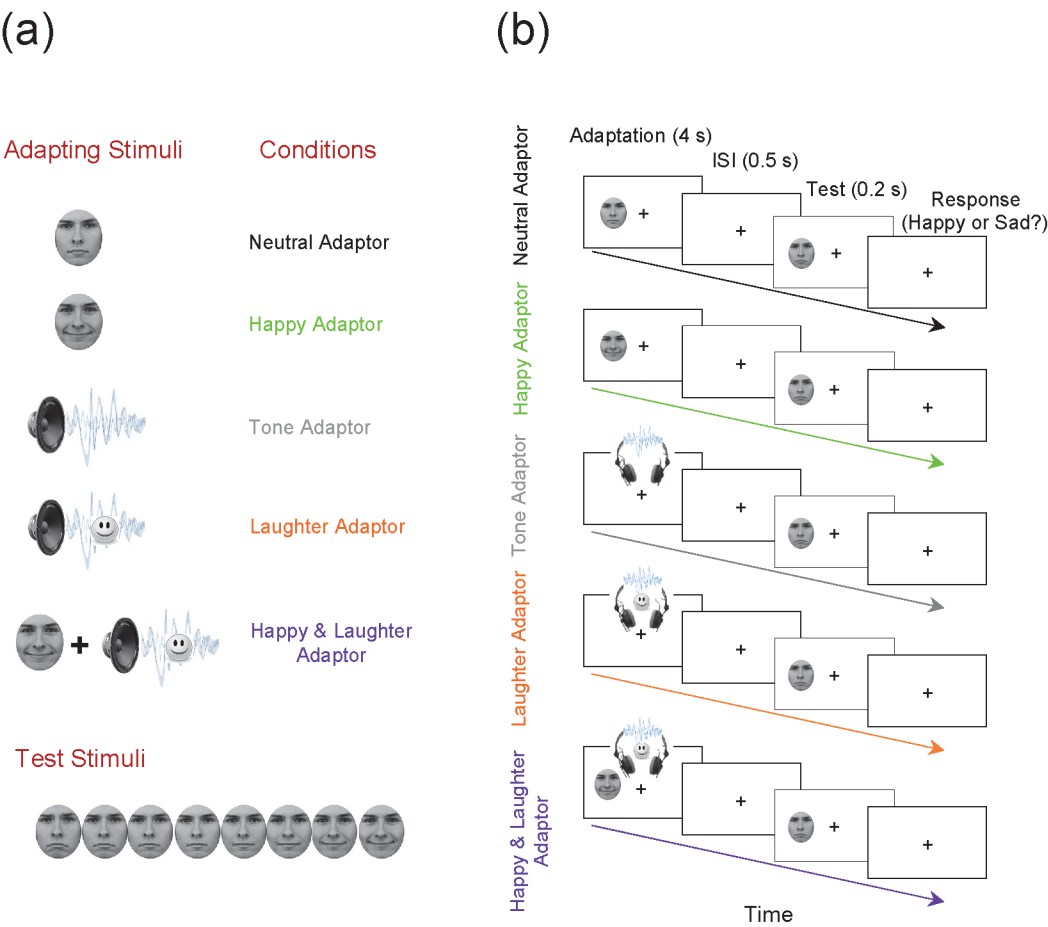 (a)
Adapting Stimuli
Conditions
Neutral Adaptor
Happy Adaptor
Tone Adaptor
Laughter Adaptor
+
Happy & Laughter
Adaptor
Test Stimuli
(b)
Adaptation (4 s)
ISI (0.5 s)
Test (0.2 s)
Response
(Happy or Sad?)
Neutral Adaptor
Happy Adaptor
Tone Adaptor
Laughter Adaptor
Happy & Laughter
Adaptor
Time